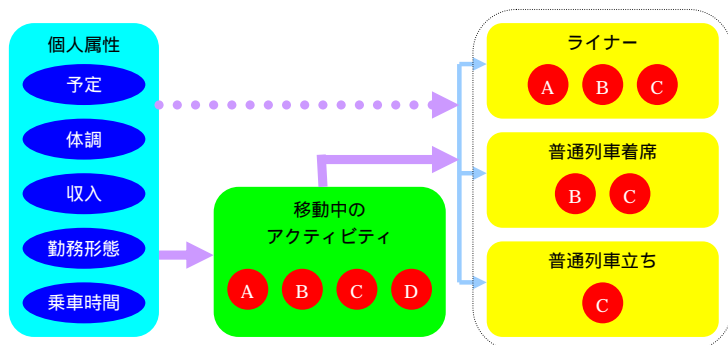 個人属性
予定
体調
収入
勤務形態
乗車時間
移動中の
アクティビティ
A B C D
ライナー
A B C
普通列車着席
B C
普通列車立ち
C